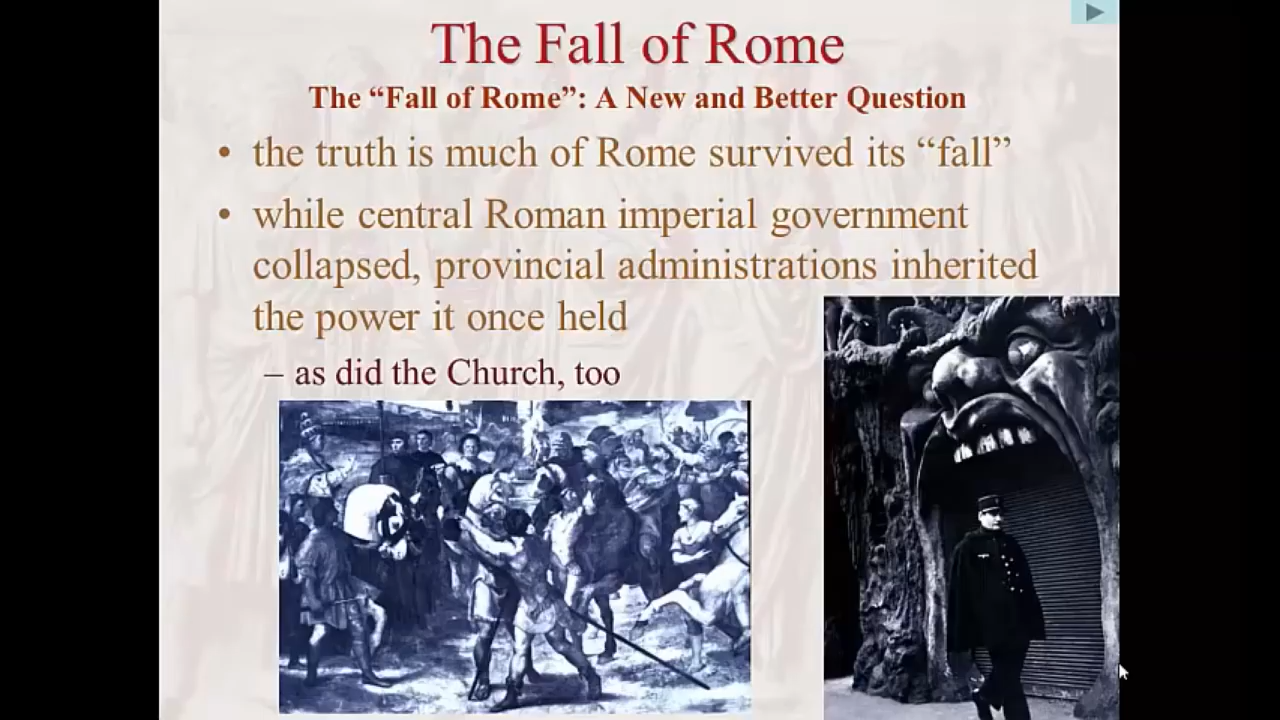 The Fall of Rome
The “Fall of Rome”: A New and Better Question
• the truth is much of Rome survived its “fall”
• while central Roman imperial government
collapsed, provincial administrations inherited
the power it once held
– as did the Church, too